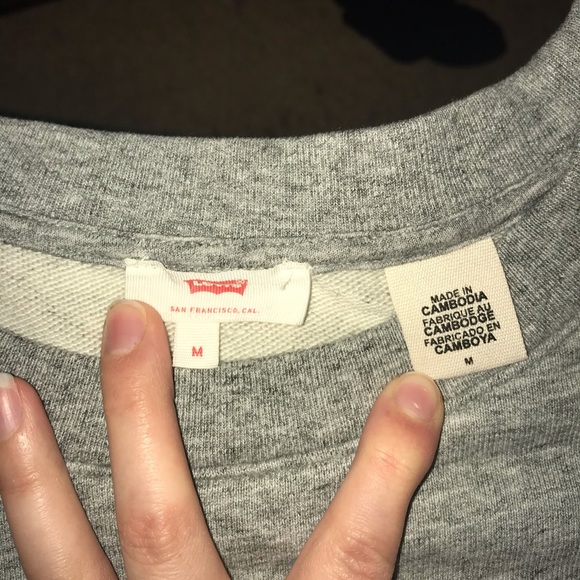 SAN FRANCISCO, CAL.
M
MADE IN
CAMBODIA
FABRIQUE AU
CAMBODGE
FABRICADO EN
CAMBOYA
M